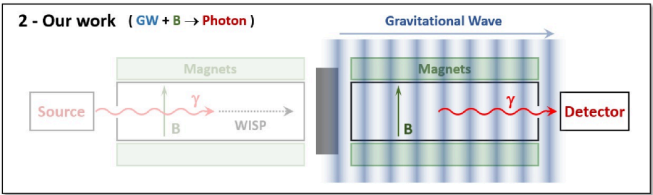 2 - Our work ( GW + B → Photon )
Gravitational Wave
Magnets
Magnets
Source
γ
WISP
B
B
γ
Detector